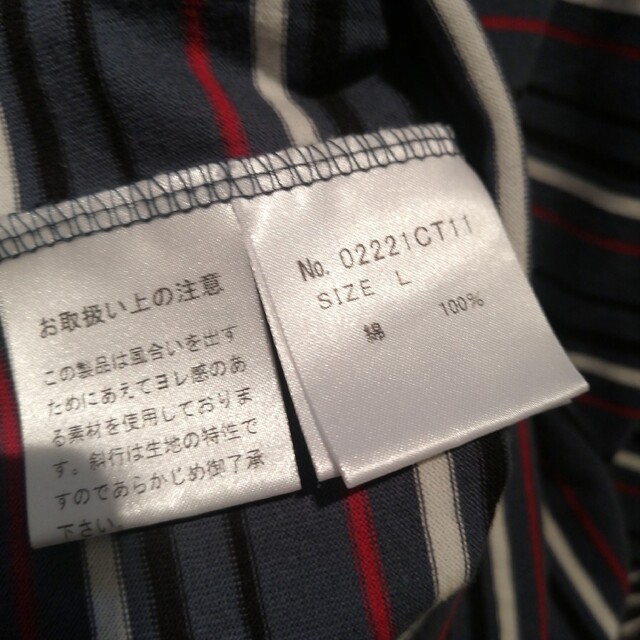 お取扱い上の注意
この製品は風合いを出す
ためにあえてヨレ感のあ
る素材を使用しておりま
す。斜行は生地の特性で
すのであらかじめ御了承
下さい。
No. 02221CT11
SIZE L
綿 100%